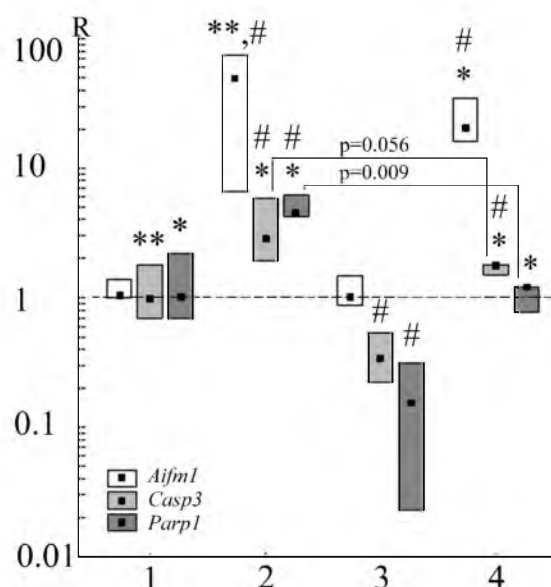 R
100
**,#
#
*
# #
* *
p=0.056
10
p=0.009
#
*
** *
*
1
# #
0.1
Aifm1
Casp3
Parp1
0.01
1 2 3 4